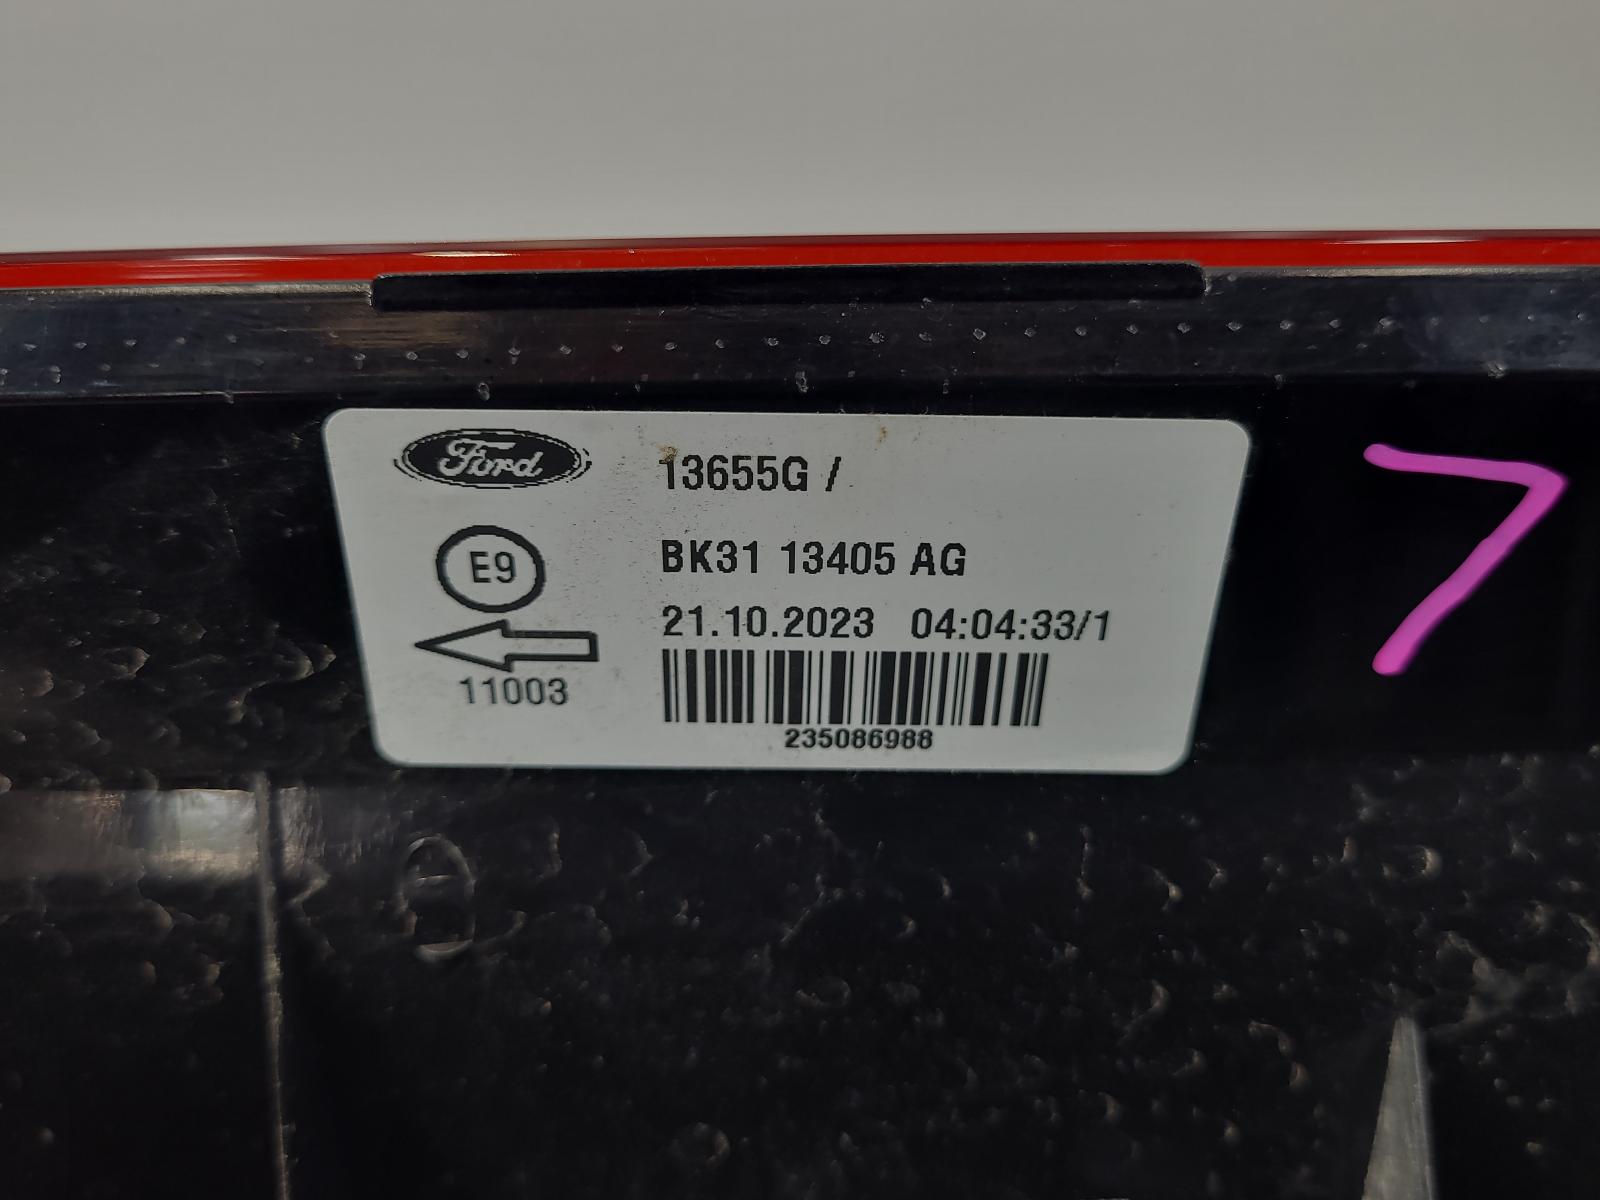 Ford
13655G /
E9
BK31 13405 AG
21.10.2023 04:04:33/1
11003
235086988
7